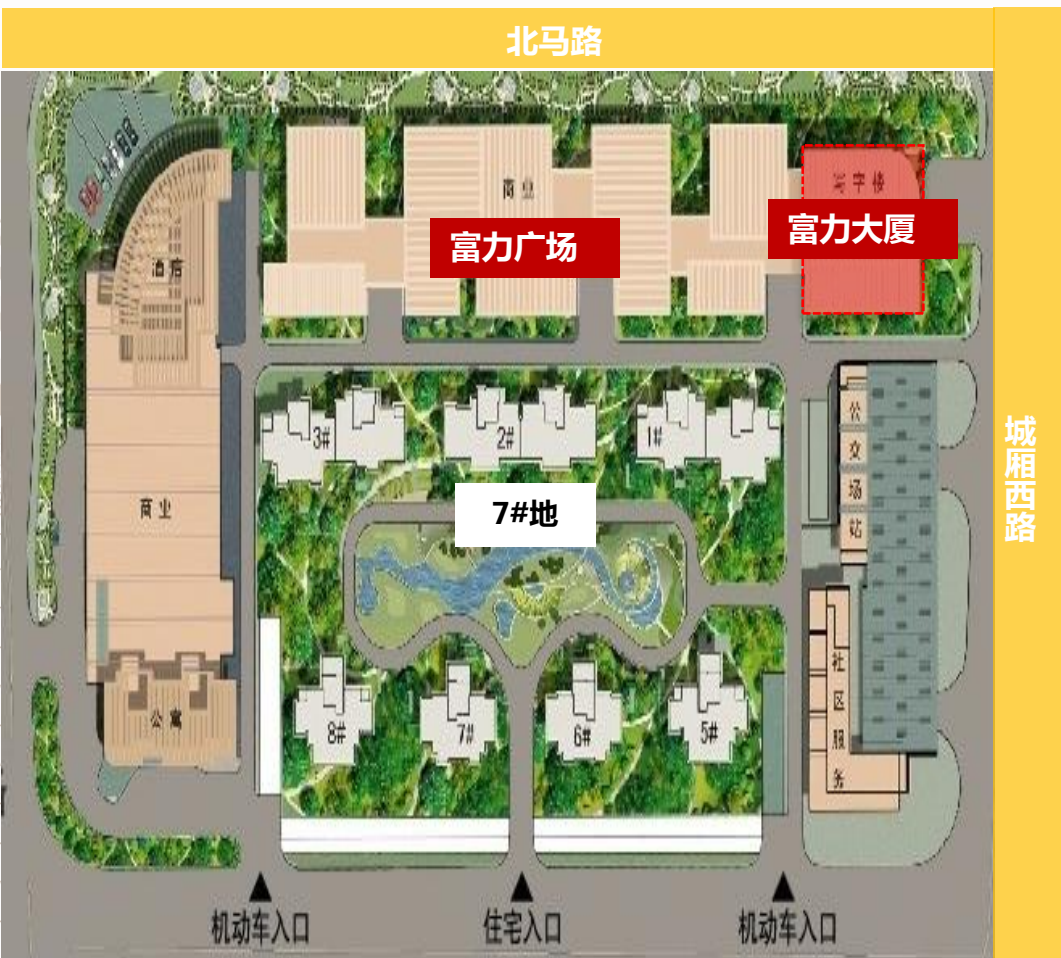 北马路
写字楼
商业
富力大厦
富力广场
酒店
公交场站
3#
2#
1#
城厢西路
7#地
商业
社区服务
公寓
8#
7#
6#
5#
机动车入口
住宅入口
机动车入口